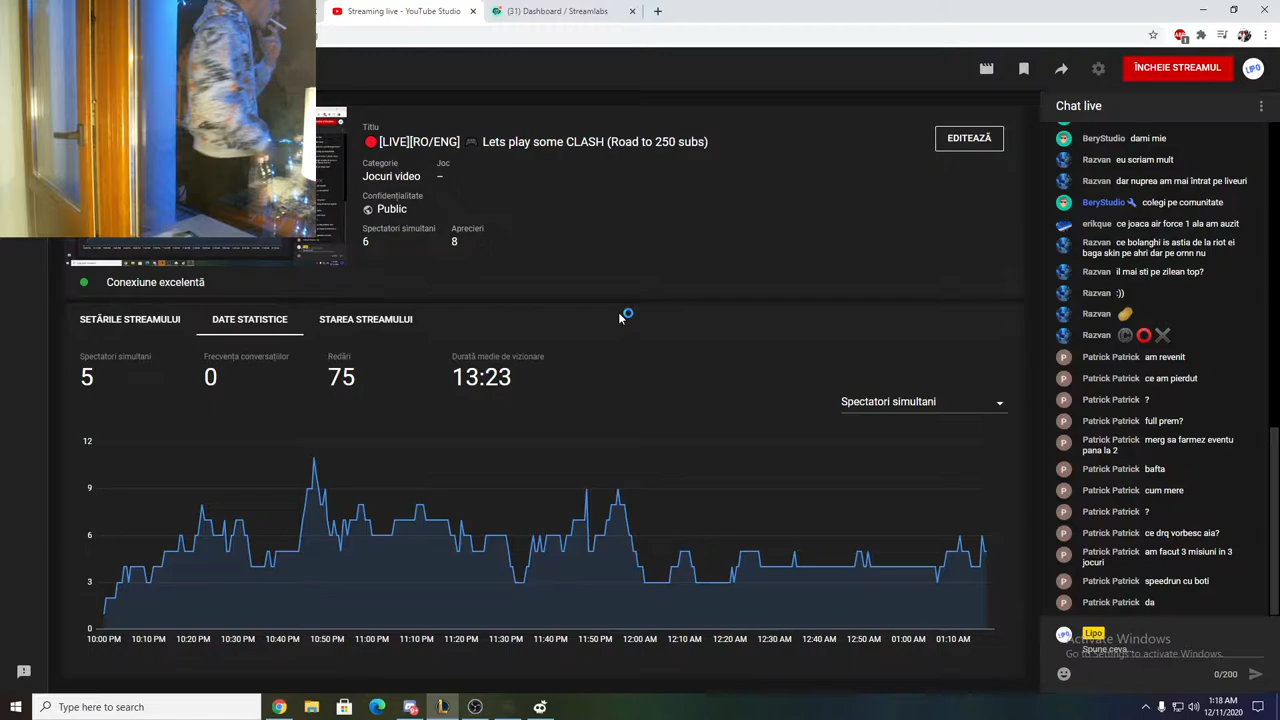 Streaming live - YouTube Studio
(31) Dashboard / Streamlabs
ABP
1
ÎNCHEIE STREAMUL
LIPO
Titlu
[LIVE][RO/ENG] 🎮 Lets play some CLASH (Road to 250 subs)
EDITEAZĂ
Categorie
Joc
Jocuri video
–
Confidențialitate
Public
Spectatori simultani
Aprecieri
6
8
Conexiune excelentă
SETĂRILE STREAMULUI
DATE STATISTICE
STAREA STREAMULUI
Spectatori simultani
Frecvența conversațiilor
Redări
Durată medie de vizionare
5
0
75
13:23
Spectatori simultani
12
9
6
3
0
10:00 PM 10:10 PM 10:20 PM 10:30 PM 10:40 PM 10:50 PM 11:00 PM 11:10 PM 11:20 PM 11:30 PM 11:40 PM 11:50 PM 12:00 AM 12:10 AM 12:20 AM 12:30 AM 12:40 AM 12:50 AM 01:00 AM 01:10 AM
Chat live
BeryStudio dami mie
Razvan eu scriam mult
Razvan dar nuprea am mai întrat pe liveuri
BeryStudio colegi pe comunitate
erikque ce joaca air force 1 ala am auzit
Razvan ce bolanghi is astia de la riot ei
baga skin pe ahri dar pe ornn nu
Razvan il mai sti pe zilean top?
Razvan :))
Razvan
Razvan
P Patrick Patrick am revenit
P Patrick Patrick ce am pierdut
P Patrick Patrick ?
P Patrick Patrick full prem?
P Patrick Patrick merg sa farmez eventu
pana la 2
P Patrick Patrick bafta
P Patrick Patrick cum mere
P Patrick Patrick ?
P Patrick Patrick ce drq vorbesc aia?
P Patrick Patrick am facut 3 misiuni in 3
jocuri
P Patrick Patrick speedrun cu boti
P Patrick Patrick da
LIPO
Lipo
Spune ceva...
Activate Windows
Go to Settings to activate Windows.
0/200
Type here to search
1:18 AM
12/11/2020